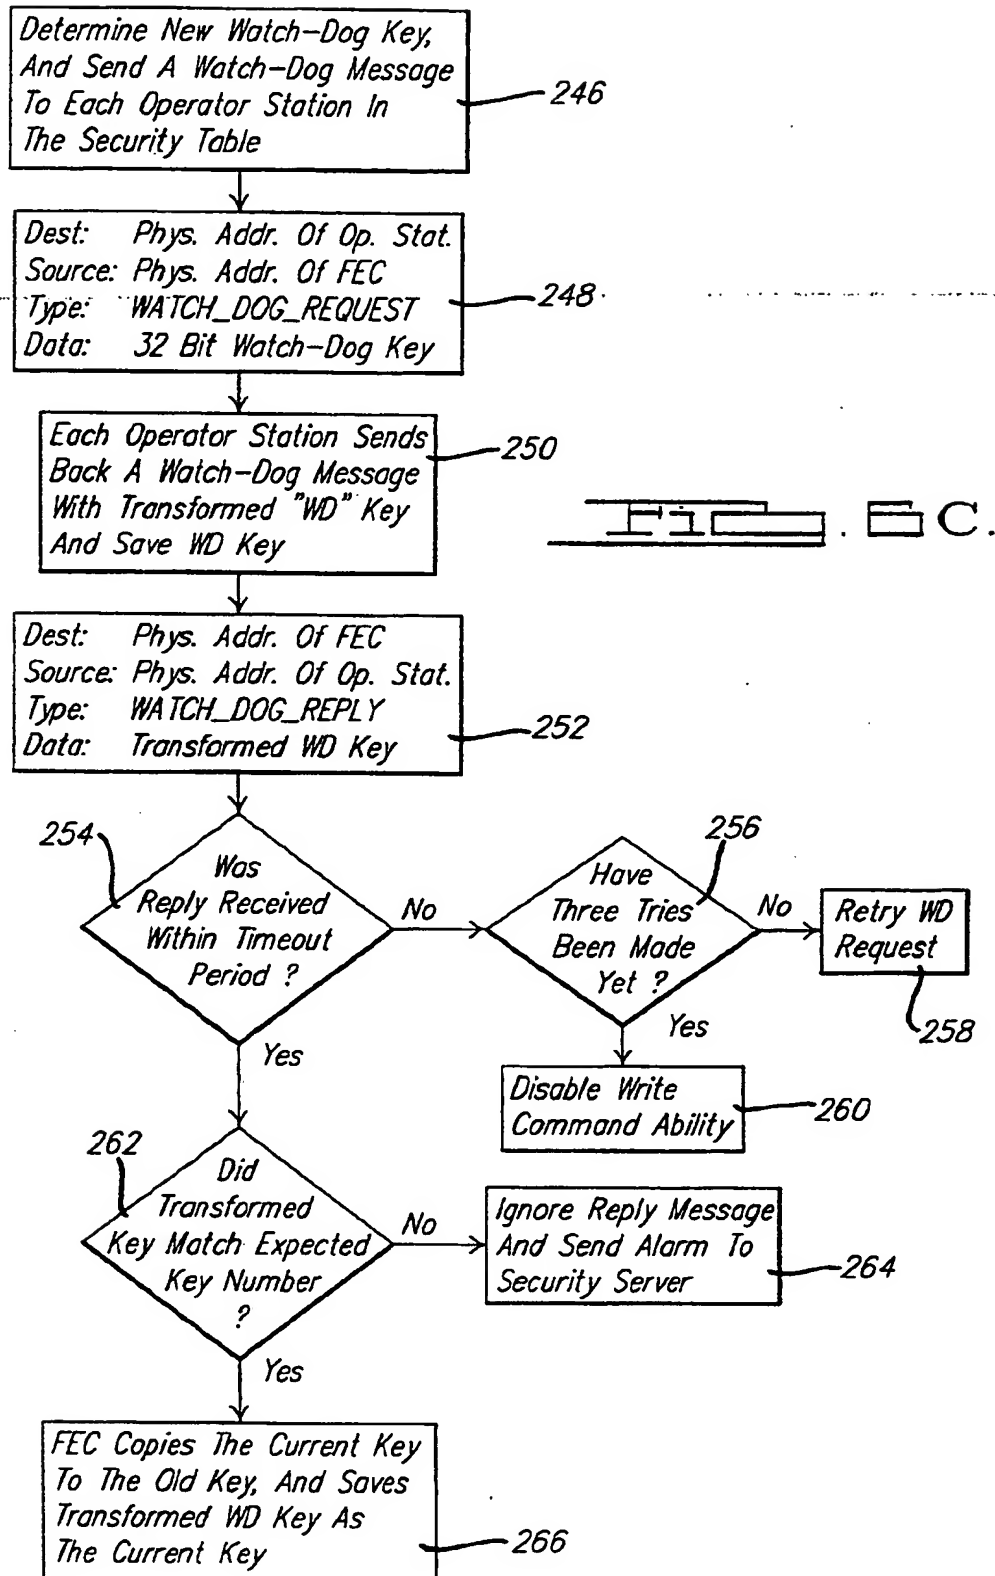 Determine New Watch-Dog Key,
And Send A Watch-Dog Message
To Each Operator Station In
The Security Table
246
Dest: Phys. Addr. Of Op. Stat.
Source: Phys. Addr. Of FEC
Type: WATCH_DOG_REQUEST
Data: 32 Bit Watch-Dog Key
248
Each Operator Station Sends
Back A Watch-Dog Message
With Transformed "WD" Key
And Save WD Key
250
C.
Dest: Phys. Addr. Of FEC
Source: Phys. Addr. Of Op. Stat.
Type: WATCH_DOG_REPLY
Data: Transformed WD Key
252
254
Was
Reply Received
Within Timeout
Period ?
No
256
Have
Three Tries
Been Made
Yet ?
No
Retry WD
Request
258
Yes
Yes
Disable Write
Command Ability
260
262
Did
Transformed
Key Match Expected
Key Number
?
No
Ignore Reply Message
And Send Alarm To
Security Server
264
Yes
FEC Copies The Current Key
To The Old Key, And Saves
Transformed WD Key As
The Current Key
266